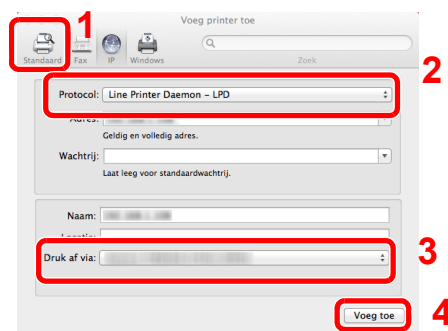 Voeg printer toe
1
Standaard Fax IP Windows Zoek
2
Protocol: Line Printer Daemon – LPD
Adres:
Geldig en volledig adres.
Wachtrij:
Laat leeg voor standaardwachtrij.
Naam:
Locatie:
3
Druk af via:
4
Voeg toe